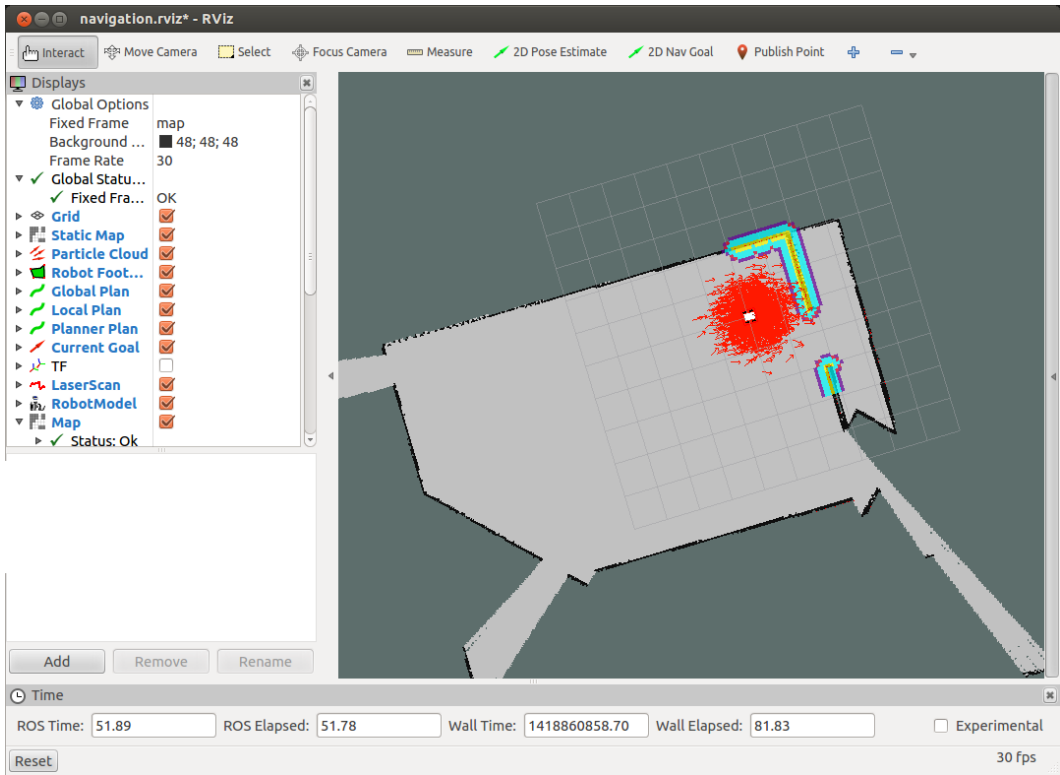 navigation.rviz* - RViz
Interact Move Camera Select Focus Camera Measure 2D Pose Estimate 2D Nav Goal Publish Point
Displays
Global Options
Fixed Frame map
Background ... 48; 48; 48
Frame Rate 30
Global Statu...
Fixed Fra... OK
Grid
Static Map
Particle Cloud
Robot Foot...
Global Plan
Local Plan
Planner Plan
Current Goal
TF
LaserScan
RobotModel
Map
Status: Ok
Add Remove Rename
Time
ROS Time: 51.89 ROS Elapsed: 51.78 Wall Time: 1418860858.70 Wall Elapsed: 81.83 Experimental
Reset 30 fps